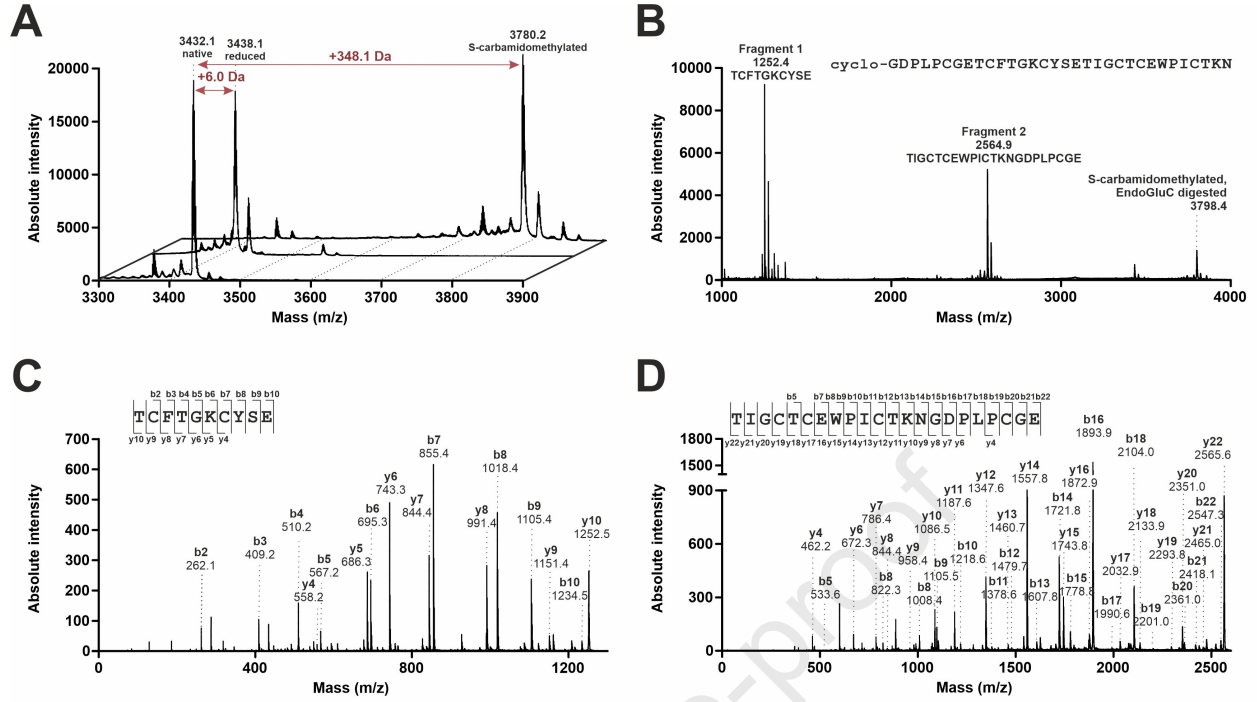 A
3432.1
native
3438.1
reduced
3780.2
S-carbamidomethylated
+348.1 Da
+6.0 Da
Absolute intensity
20000
15000
10000
5000
0
3300
3400
3500
3600
3700
3800
3900
Mass (m/z)
B
Fragment 1
1252.4
TCFTGKCYSE
cyclo-GDPLPCGETCFTGKCYSETIGCTCEWPICTKN
Fragment 2
2564.9
TIGCTCEWPICTKNGDPLPCGE
S-carbamidomethylated,
EndoGluC digested
3798.4
Absolute intensity
10000
8000
6000
4000
2000
0
1000
2000
3000
4000
Mass (m/z)
C
b2 b3 b4 b5 b6 b7 b8 b9 b10
TCFTGKCYSE
y10 y9 y8 y7 y6 y5 y4
Absolute intensity
700
600
500
400
300
200
100
0
b2
262.1
b3
409.2
b4
510.2
y4
558.2
b5
567.2
y5
686.3
b6
695.3
y6
743.3
y7
844.4
b7
855.4
y8
991.4
b8
1018.4
b9
1105.4
y9
1151.4
b10
1234.5
y10
1252.5
0
400
800
1200
Mass (m/z)
D
b5 b7 b8 b9 b10 b11 b12 b13 b14 b15 b16 b17 b18 b19 b20 b21 b22
TIGCTCEWPICTKNGDPLPCGE
y22 y21 y20 y19 y18 y17 16 y15 y14 y13 y12 y11 y10 y9 y8 y7 y6 y4
Absolute intensity
1800
1500
900
600
300
0
y4
462.2
b5
533.6
y6
672.3
y7
786.4
b8
822.3
y8
844.4
y9
958.4
b8
1008.4
y10
1086.5
b9
1105.5
y11
1187.6
b10
1218.6
y12
1347.6
b11
1378.6
y13
1460.7
b12
1479.7
y14
1557.8
b13
1607.8
b14
1721.8
y15
1743.8
b15
1778.8
y16
1872.9
b16
1893.9
b17
1990.6
y17
2032.9
b18
2104.0
y18
2133.9
b19
2201.0
y19
2293.8
y20
2351.0
b20
2361.0
b21
2418.1
y21
2465.0
b22
2547.3
y22
2565.6
0
500
1000
1500
2000
2500
Mass (m/z)
-proof